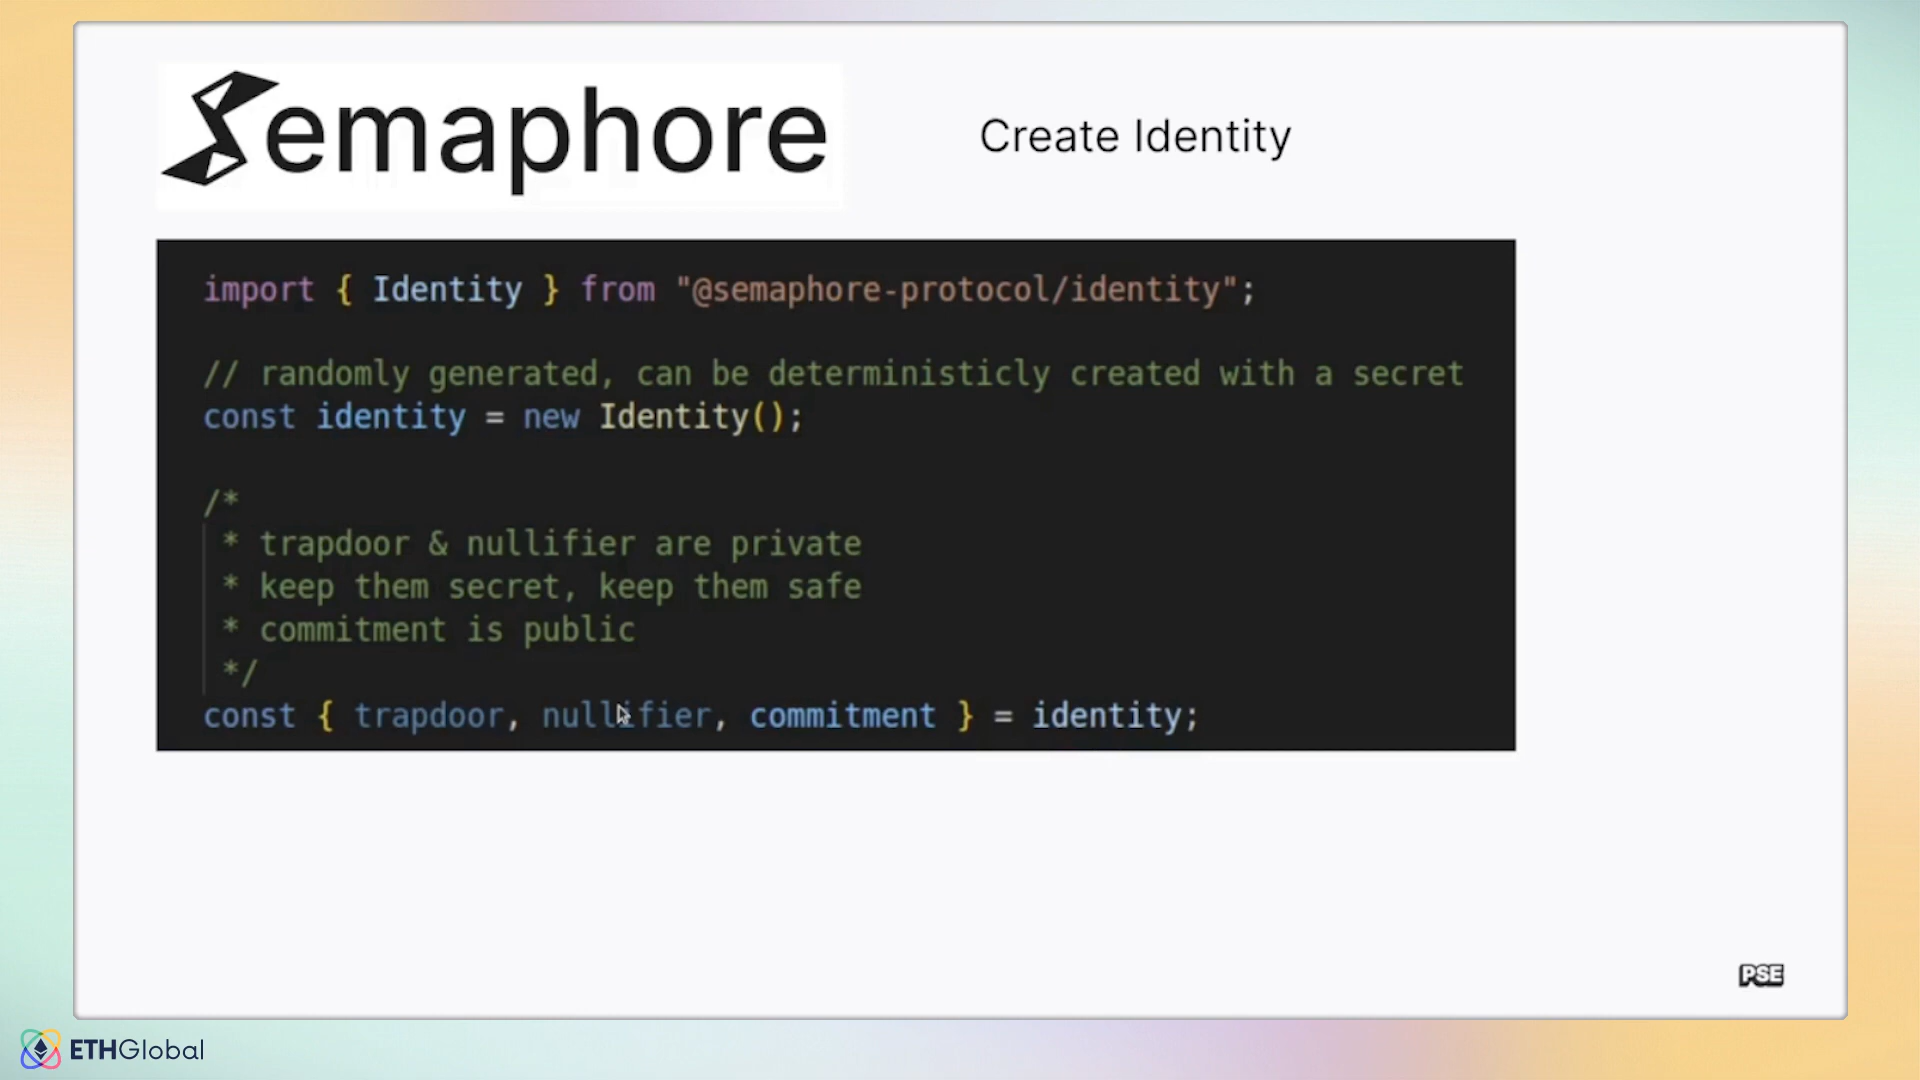 Semaphore
Create Identity
import { Identity } from "@semaphore-protocol/identity";
// randomly generated, can be deterministicly created with a secret
const identity = new Identity();
/*
* trapdoor & nullifier are private
* keep them secret, keep them safe
* commitment is public
*/
const { trapdoor, nullifier, commitment } = identity;
PSE
ETHGlobal